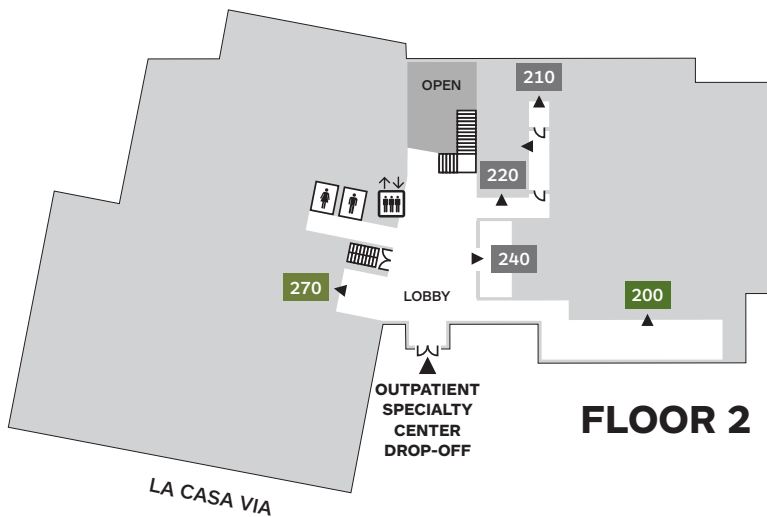 OPEN
210
220
240
270
LOBBY
200
OUTPATIENT
SPECIALTY
CENTER
DROP-OFF
FLOOR 2
LA CASA VIA